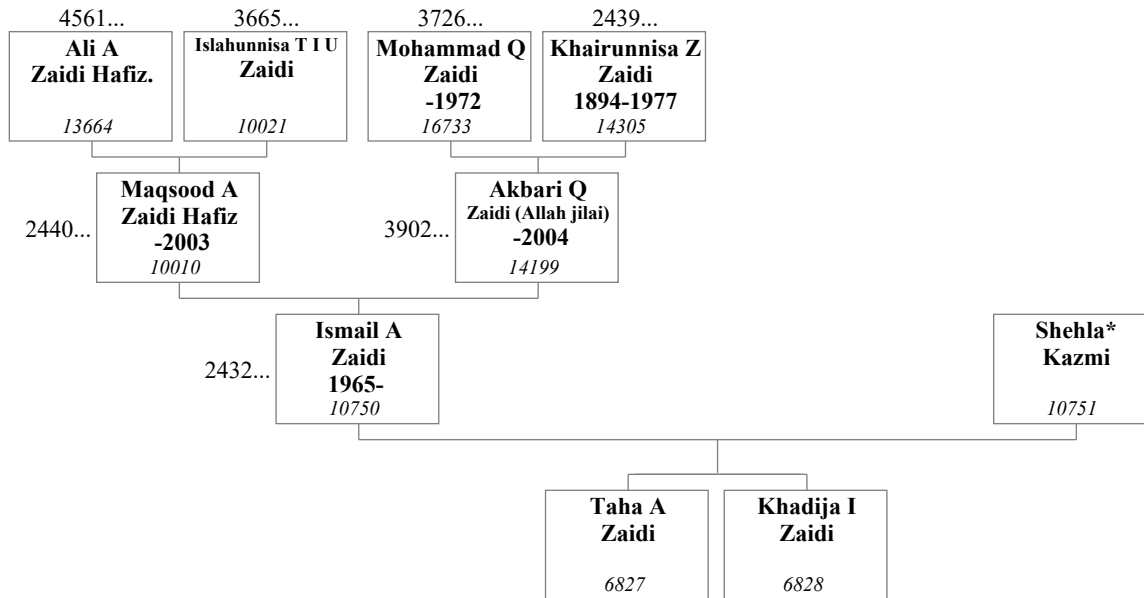 4561...
3665...
3726...
2439...
Ali A
Zaidi Hafiz.
13664
Islahunnisa T I U
Zaidi
10021
Mohammad Q
Zaidi
-1972
16733
Khairunnisa Z
Zaidi
1894-1977
14305
2440...
Maqsood A
Zaidi Hafiz
-2003
10010
3902...
Akbari Q
Zaidi (Allah jilai)
-2004
14199
2432...
Ismail A
Zaidi
1965-
10750
Shehla*
Kazmi
10751
Taha A
Zaidi
6827
Khadija I
Zaidi
6828